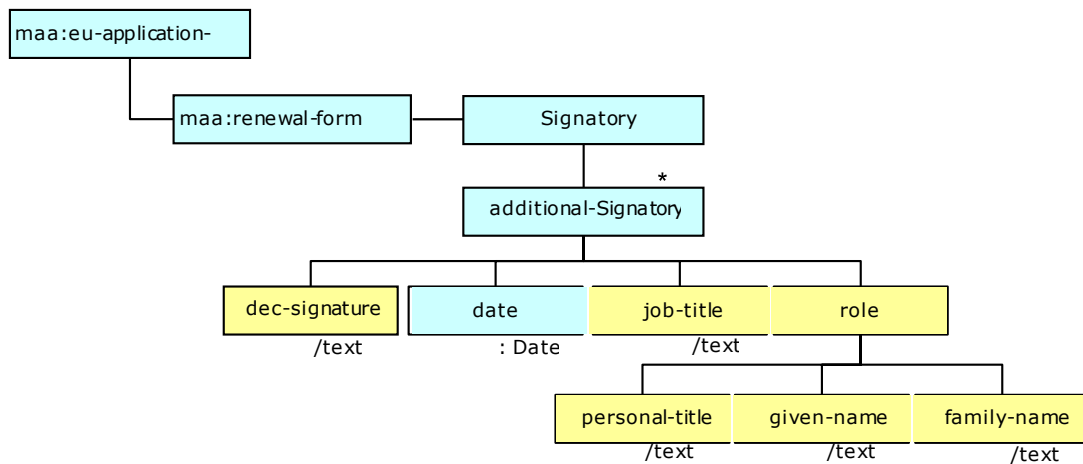 maa:eu-application-
maa:renewal-form
Signatory
*
additional-Signatory
dec-signature
date
job-title
role
/text
: Date
/text
personal-title
given-name
family-name
/text
/text
/text